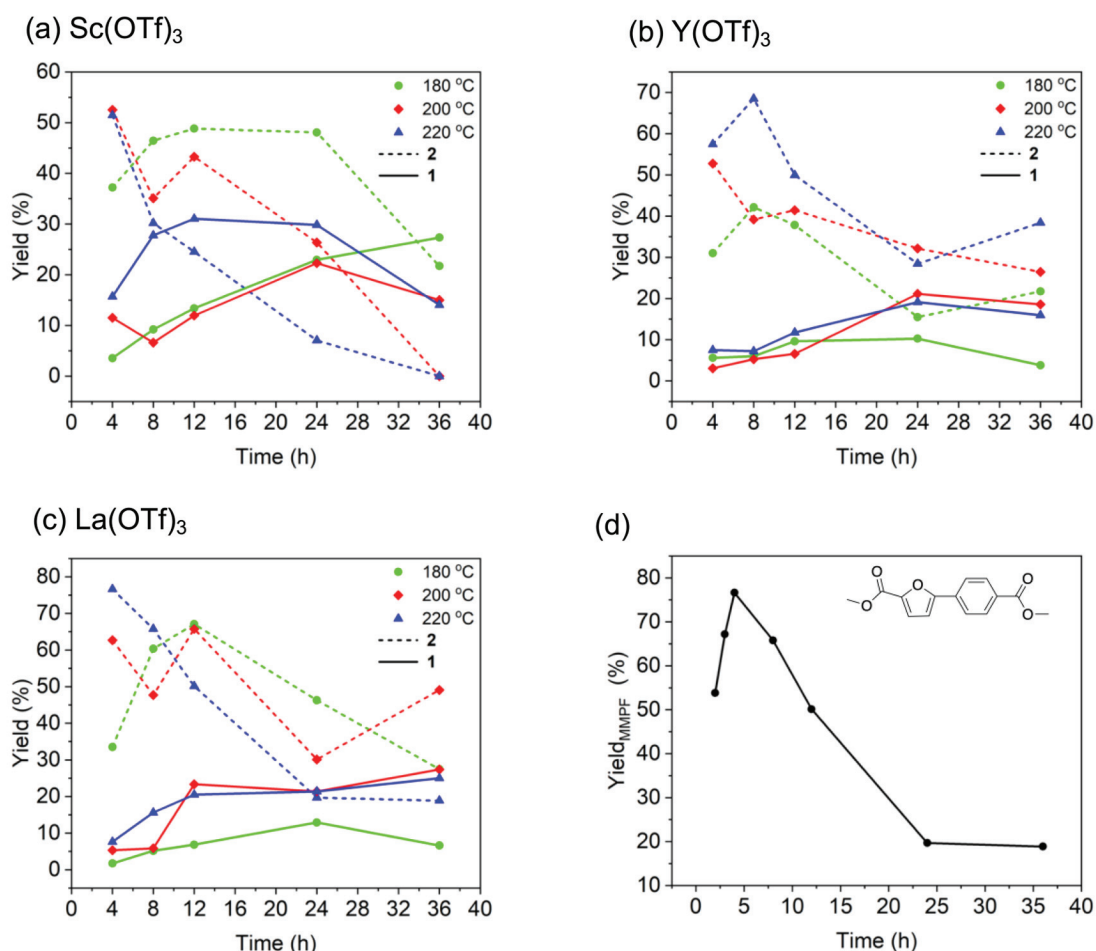 (a) Sc(OTf)3
60
50
40
30
20
10
0
Yield (%)
180 °C
200 °C
220 °C
2
1
0 4 8 12 16 20 24 28 32 36 40
Time (h)
(b) Y(OTf)3
70
60
50
40
30
20
10
0
Yield (%)
180 °C
200 °C
220 °C
2
1
0 4 8 12 16 20 24 28 32 36 40
Time (h)
(c) La(OTf)3
80
70
60
50
40
30
20
10
0
Yield (%)
180 °C
200 °C
220 °C
2
1
0 4 8 12 16 20 24 28 32 36 40
Time (h)
(d)
80
70
60
50
40
30
20
10
YieldMMPF (%)
O
O
O
O
O
0 5 10 15 20 25 30 35 40
Time (h)